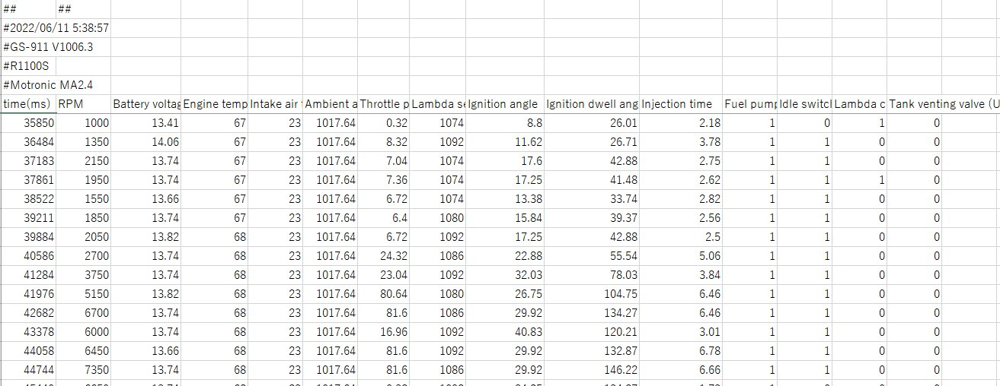 ## ##
#2022/06/11 5:38:57
#GS-911 V1006.3
#R1100S
#Motronic MA2.4
time(ms) RPM Battery voltag Engine temp Intake air Ambient a Throttle p Lambda se Ignition angle Ignition dwell ang Injection time Fuel pump Idle switcl Lambda c Tank venting valve (U
35850 1000 13.41 67 23 1017.64 0.32 1074 8.8 26.01 2.18 1 0 1 0
36484 1350 14.06 67 23 1017.64 8.32 1092 11.62 26.71 3.78 1 1 0 0
37183 2150 13.74 67 23 1017.64 7.04 1074 17.6 42.88 2.75 1 1 0 0
37861 1950 13.74 67 23 1017.64 7.36 1074 17.25 41.48 2.62 1 1 1 0
38522 1550 13.66 67 23 1017.64 6.72 1074 13.38 33.74 2.82 1 1 0 0
39211 1850 13.74 67 23 1017.64 6.4 1080 15.84 39.37 2.56 1 1 0 0
39884 2050 13.82 68 23 1017.64 6.72 1092 17.25 42.88 2.5 1 1 0 0
40586 2700 13.74 68 23 1017.64 24.32 1086 22.88 55.54 5.06 1 1 0 0
41284 3750 13.74 68 23 1017.64 23.04 1092 32.03 78.03 3.84 1 1 0 0
41976 5150 13.82 68 23 1017.64 80.64 1080 26.75 104.75 6.46 1 1 0 0
42682 6700 13.74 68 23 1017.64 81.6 1086 29.92 134.27 6.46 1 1 0 0
43378 6000 13.74 68 23 1017.64 16.96 1092 40.83 120.21 3.01 1 1 0 0
44058 6450 13.66 68 23 1017.64 81.6 1092 29.92 132.87 6.78 1 1 0 0
44744 7350 13.74 68 23 1017.64 81.6 1086 29.92 146.22 6.66 1 1 0 0